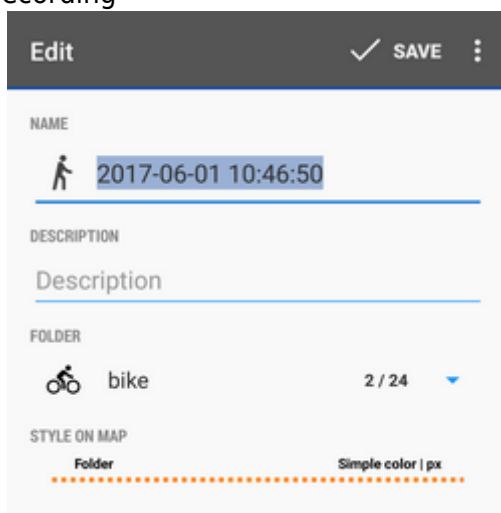 ecording
Edit SAVE
NAME
2017-06-01 10:46:50
DESCRIPTION
Description
FOLDER
bike 2 / 24
STYLE ON MAP
Folder Simple color | px